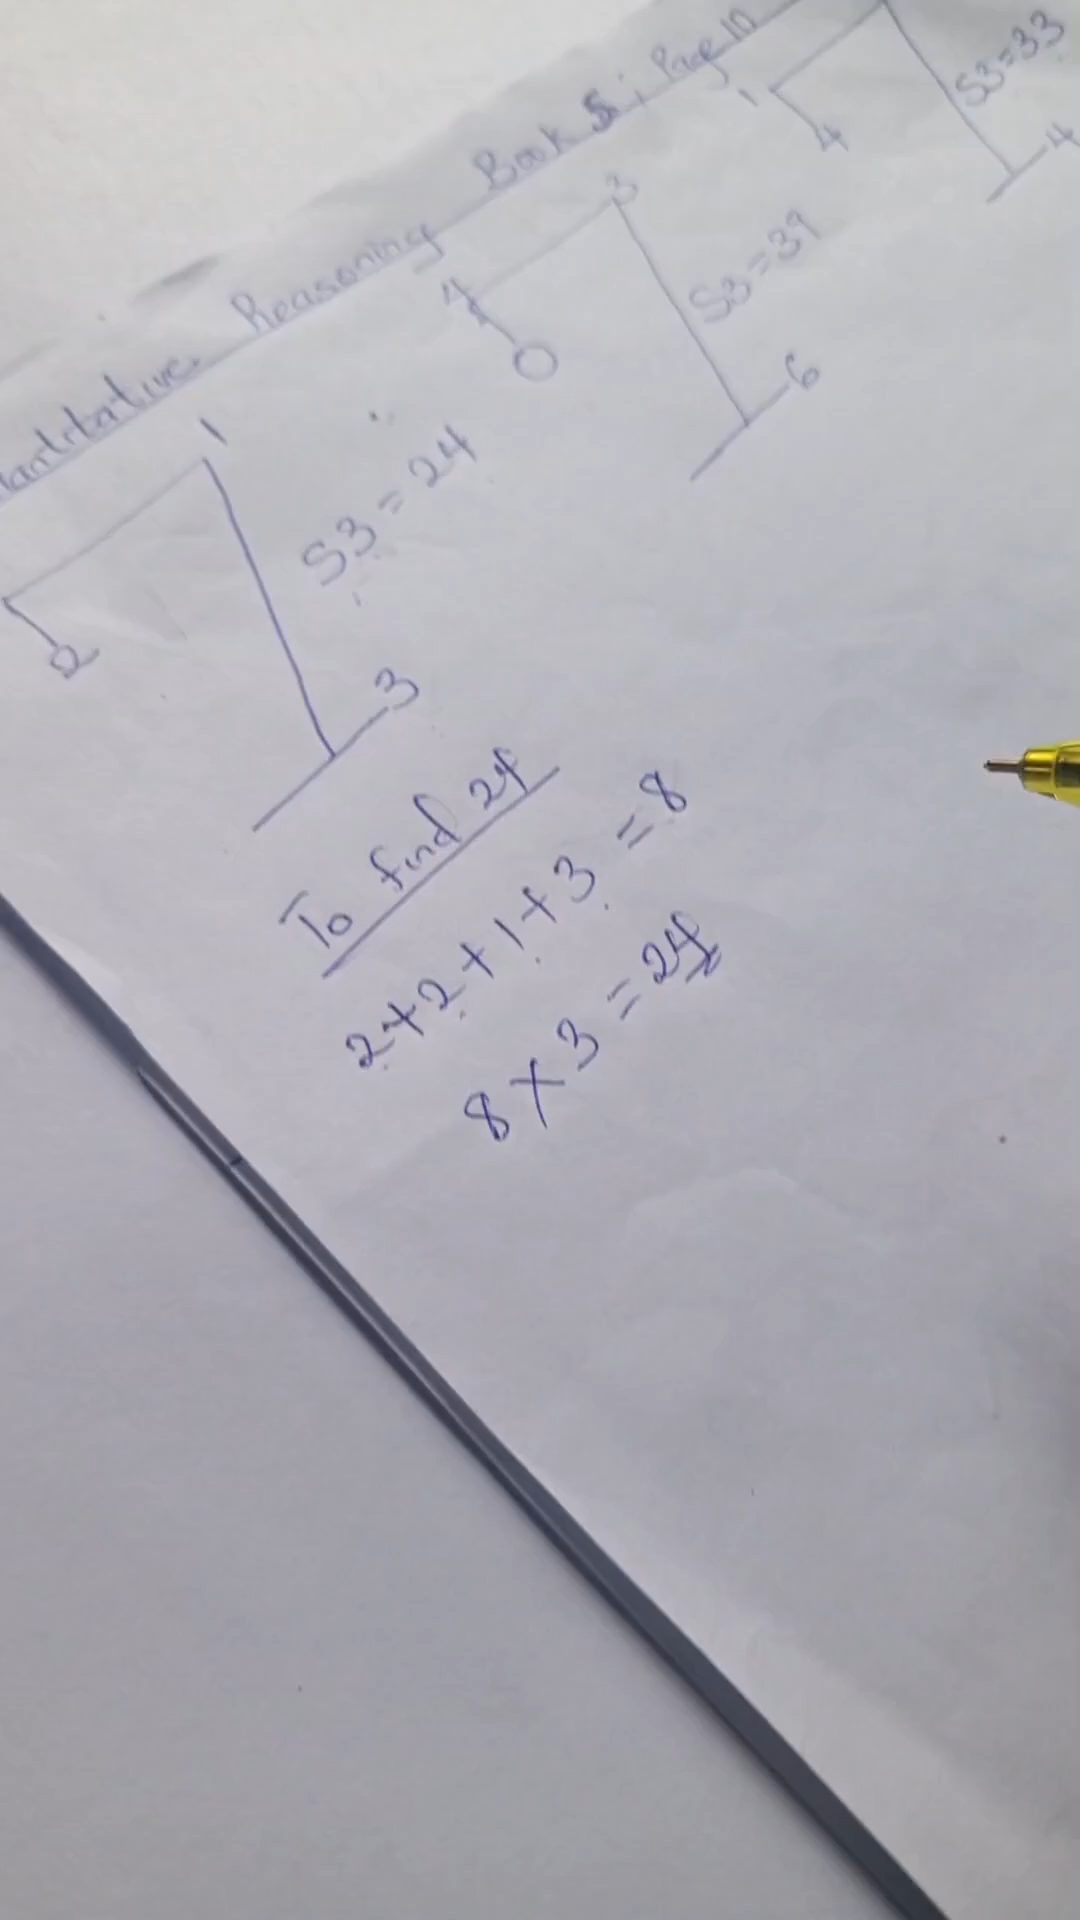 Quantitative Reasoning Book 5; Page 10
1
2
3
S3 = 24
4
3
0
6
S3 = 39
1
4
4
S3 = 33
To find 24
2+2+1+3 = 8
8 × 3 = 24